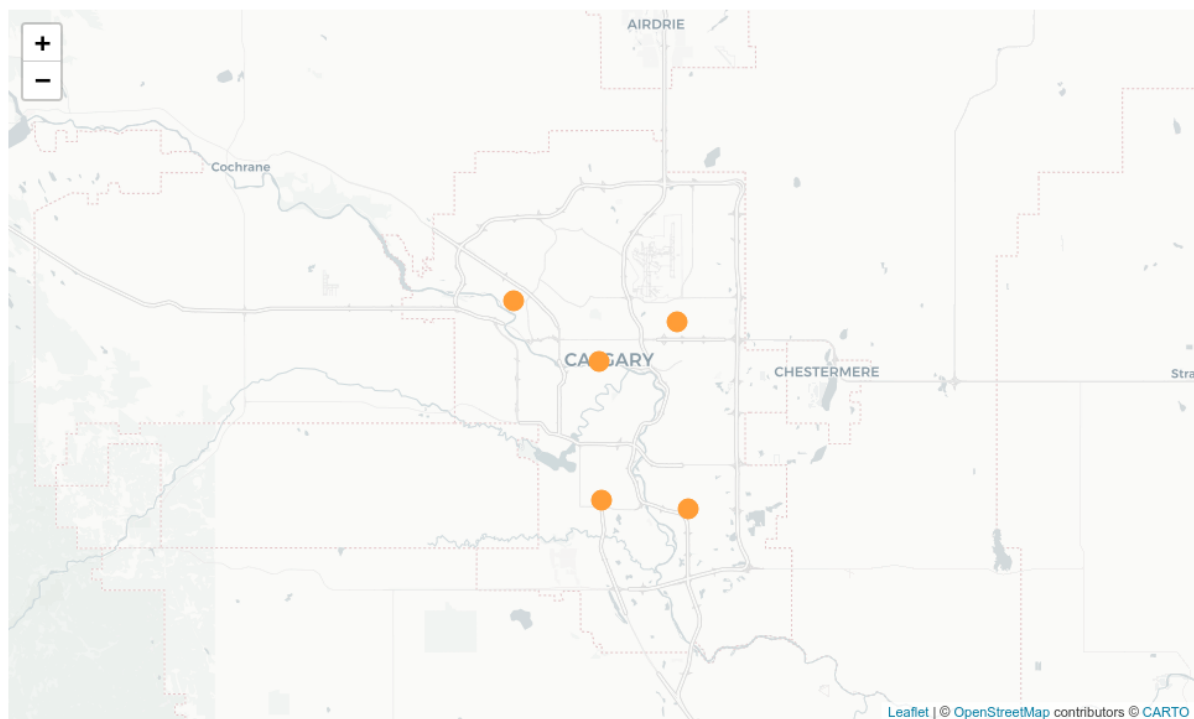 AIRDRIE
+
−
Cochrane
CALGARY
CHESTERMERE
Stra
Leaflet | © OpenStreetMap contributors © CARTO